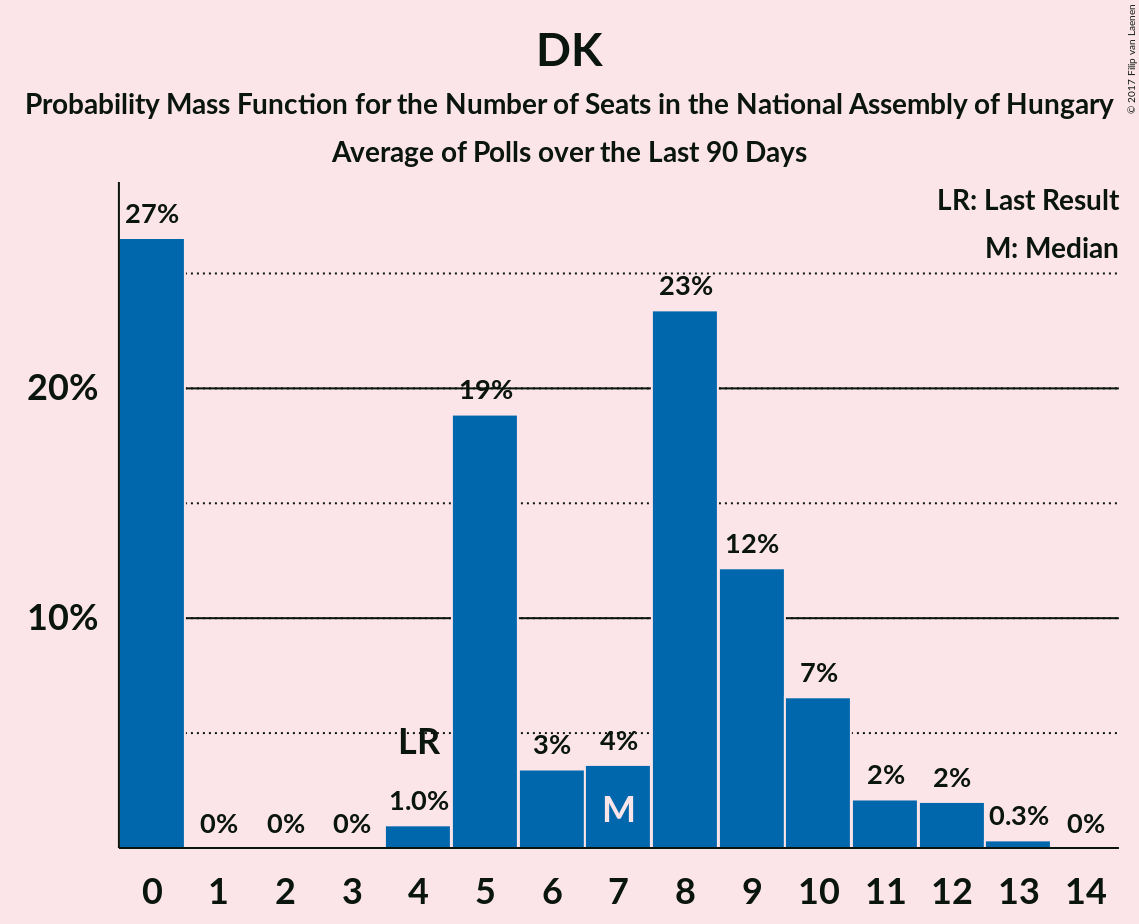 DK
Probability Mass Function for the Number of Seats in the National Assembly of Hungary
Average of Polls over the Last 90 Days
© 2017 Filip van Laenen
LR: Last Result
M: Median
27%
23%
20%
19%
12%
10%
7%
LR
3%
4%
1.0%
2%
2%
0.3%
M
0%
0%
0%
0%
0 1 2 3 4 5 6 7 8 9 10 11 12 13 14